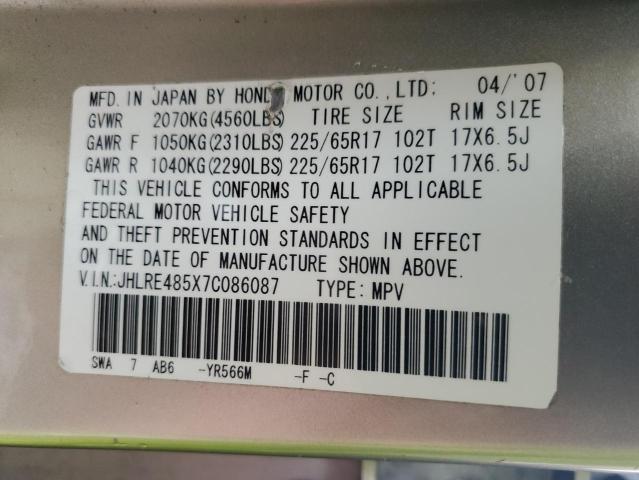 MFD. IN JAPAN BY HONDA MOTOR CO., LTD: 04/'07
GVWR 2070KG(4560LBS) TIRE SIZE RIM SIZE
GAWR F 1050KG(2310LBS) 225/65R17 102T 17X6.5J
GAWR R 1040KG(2290LBS) 225/65R17 102T 17X6.5J
THIS VEHICLE CONFORMS TO ALL APPLICABLE
FEDERAL MOTOR VEHICLE SAFETY
AND THEFT PREVENTION STANDARDS IN EFFECT
ON THE DATE OF MANUFACTURE SHOWN ABOVE.
V.I.N.:JHLRE485X7C086087 TYPE: MPV
SWA 7 AB6 -YR566M -F -C